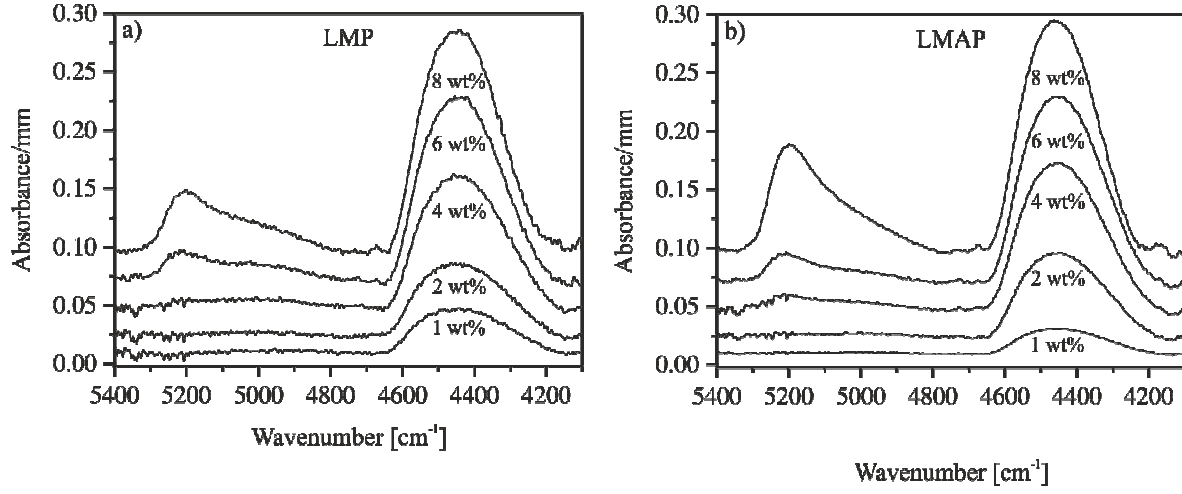 a)
LMP
0.30
0.25
0.20
0.15
0.10
0.05
0.00
Absorbance/mm
8 wt%
6 wt%
4 wt%
2 wt%
1 wt%
5400 5200 5000 4800 4600 4400 4200
Wavenumber [cm⁻¹]
b)
LMAP
0.30
0.25
0.20
0.15
0.10
0.05
0.00
Absorbance/mm
8 wt%
6 wt%
4 wt%
2 wt%
1 wt%
5400 5200 5000 4800 4600 4400 4200
Wavenumber [cm⁻¹]